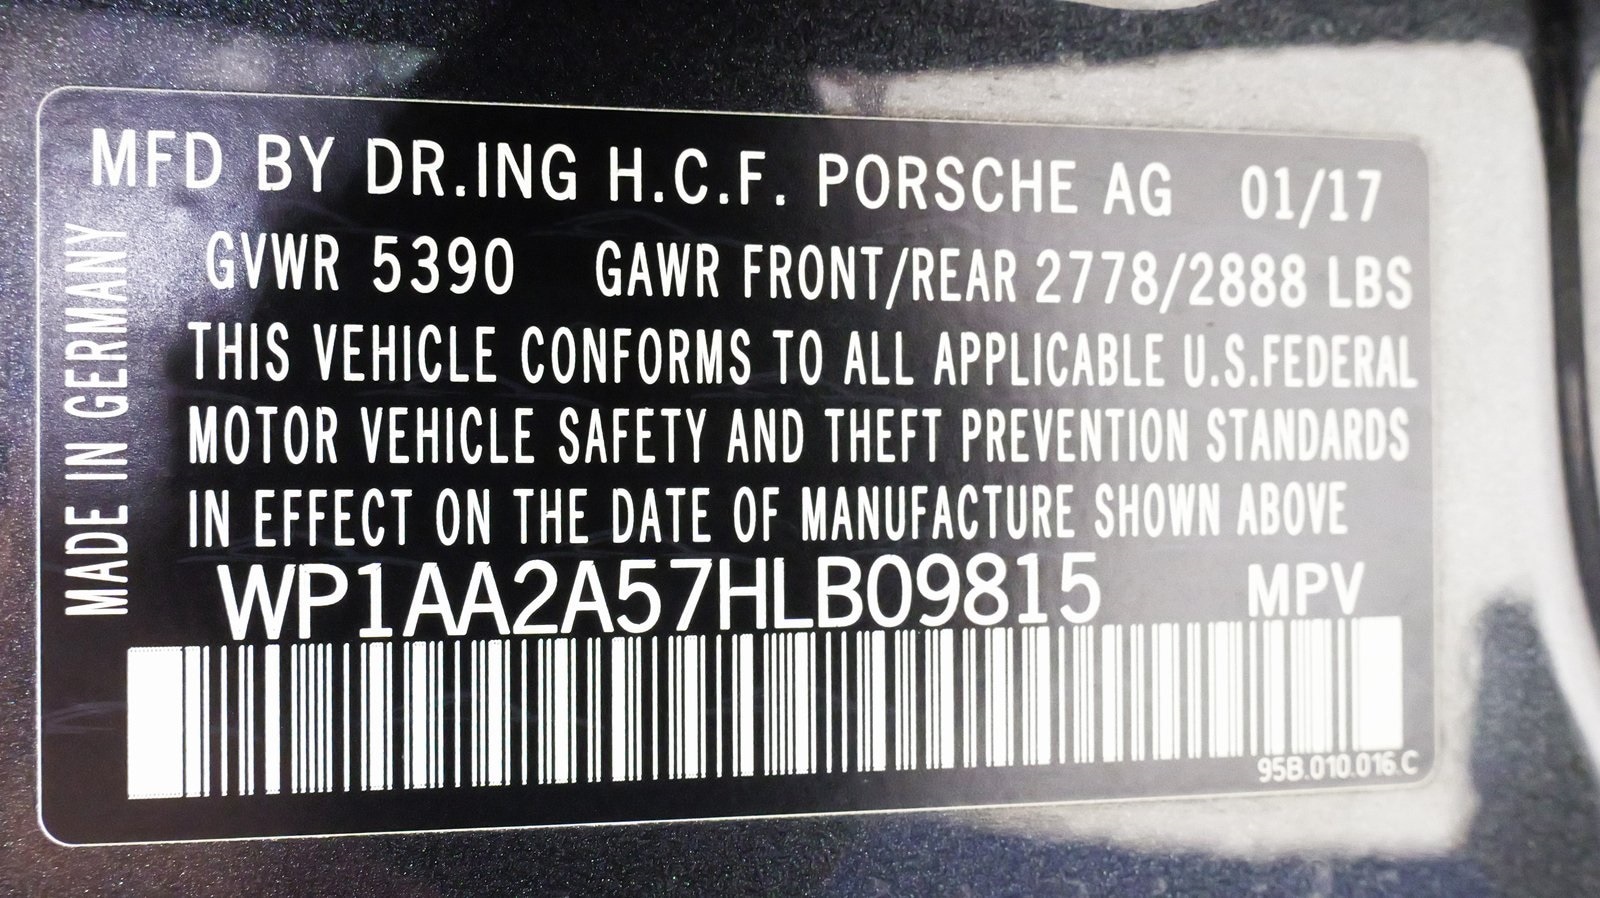 MFD BY DR.ING H.C.F. PORSCHE AG 01/17
GVWR 5390 GAWR FRONT/REAR 2778/2888 LBS
THIS VEHICLE CONFORMS TO ALL APPLICABLE U.S.FEDERAL
MOTOR VEHICLE SAFETY AND THEFT PREVENTION STANDARDS
IN EFFECT ON THE DATE OF MANUFACTURE SHOWN ABOVE
WP1AA2A57HLB09815 MPV
95B.010.016.C
MADE IN GERMANY